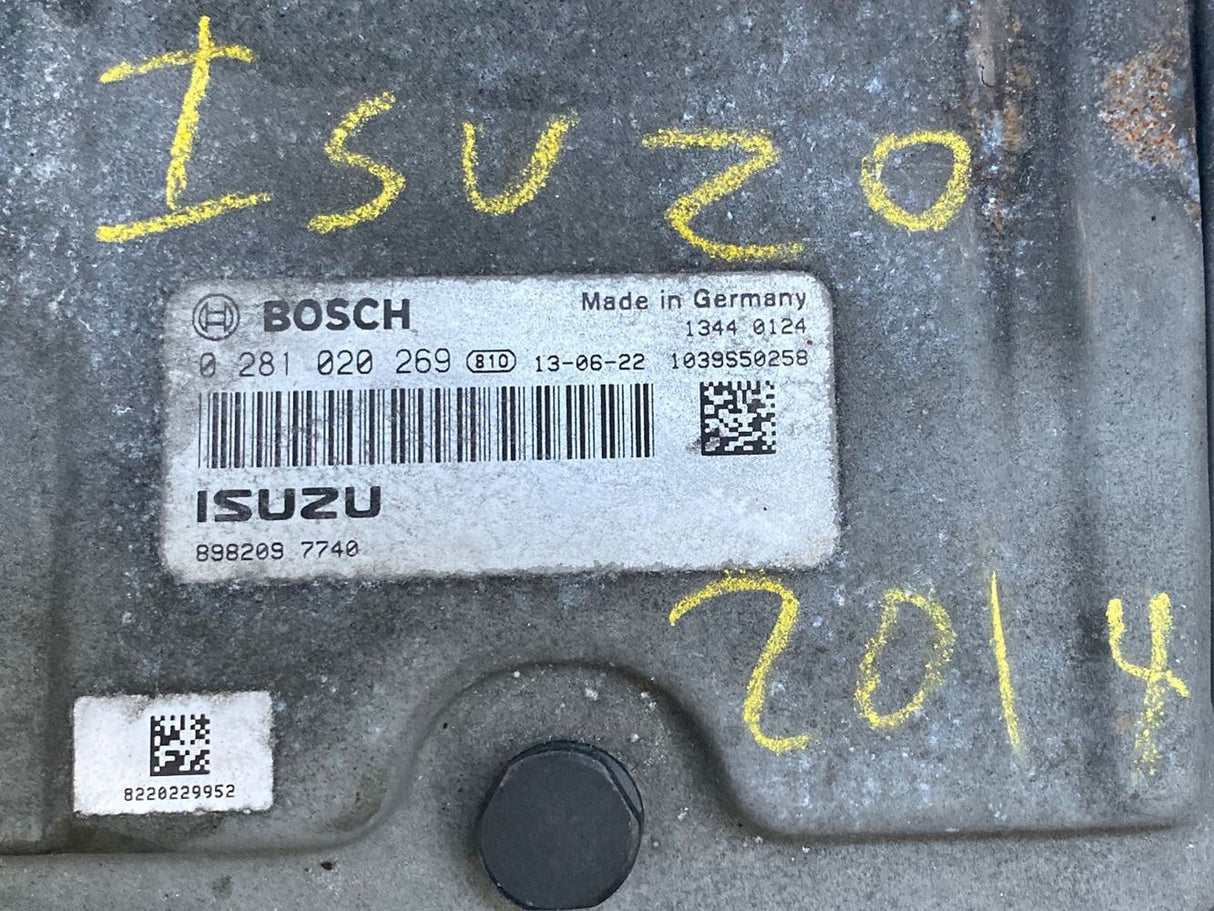 ISUZO
BOSCH Made in Germany
1344 0124
0 281 020 269 810 13-06-22 1039S50258
ISUZU
898209 7740
2014
8220229952